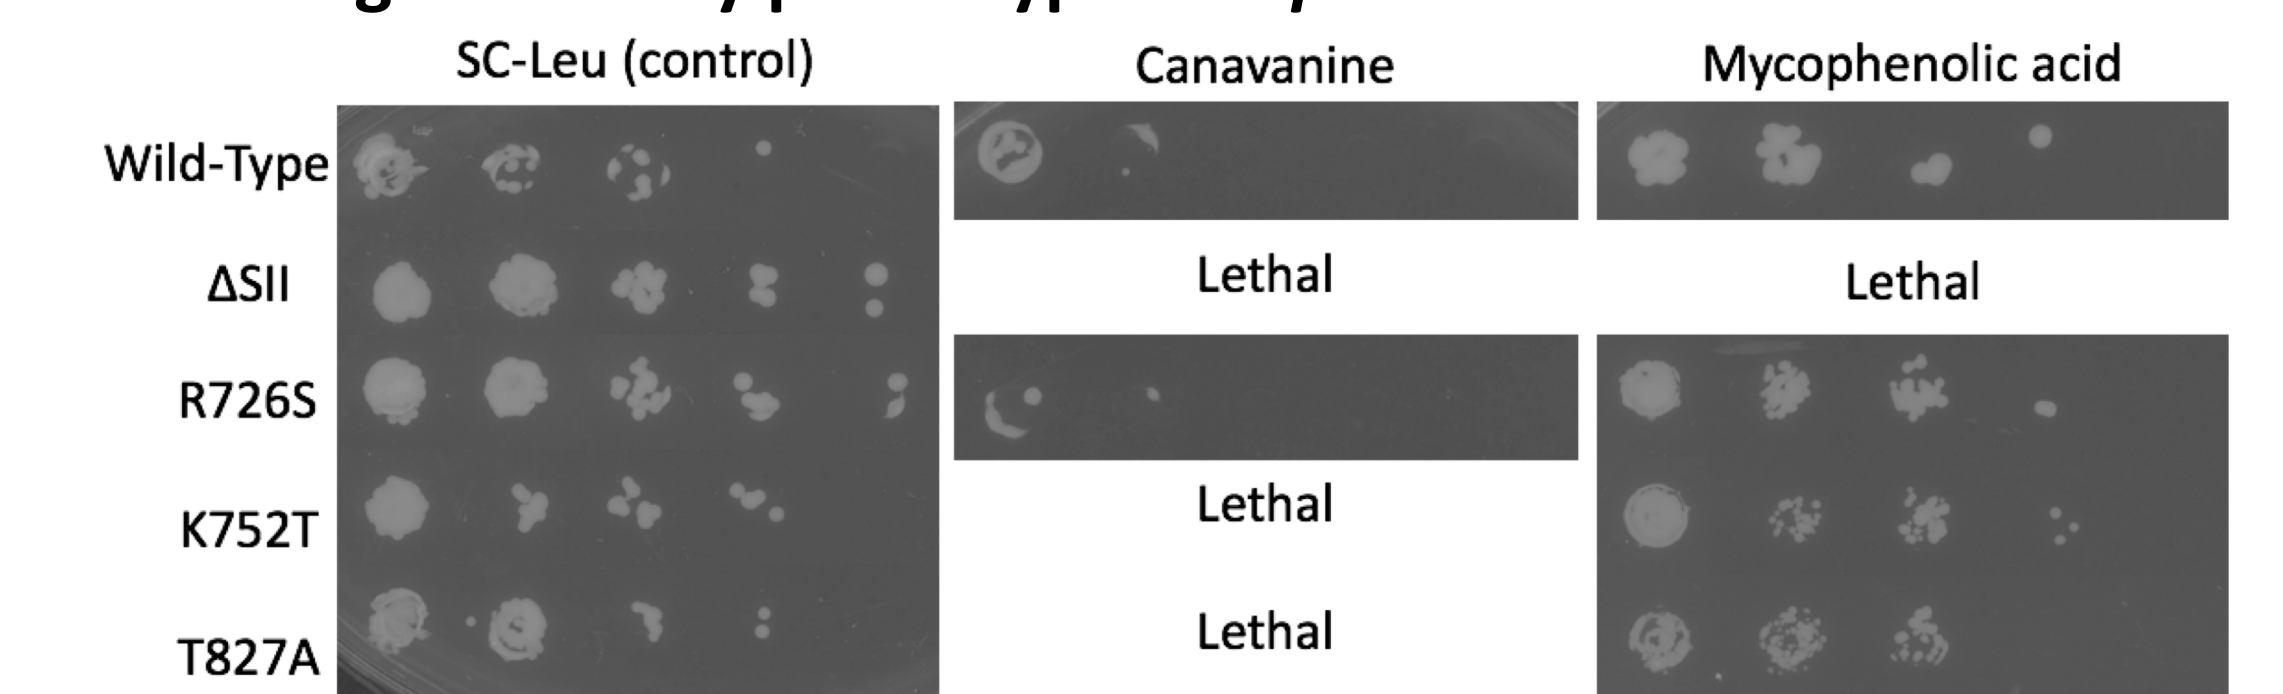 SC-Leu (control) Canavanine Mycophenolic acid
Wild-Type
ΔSII Lethal Lethal
R726S
K752T Lethal
T827A Lethal